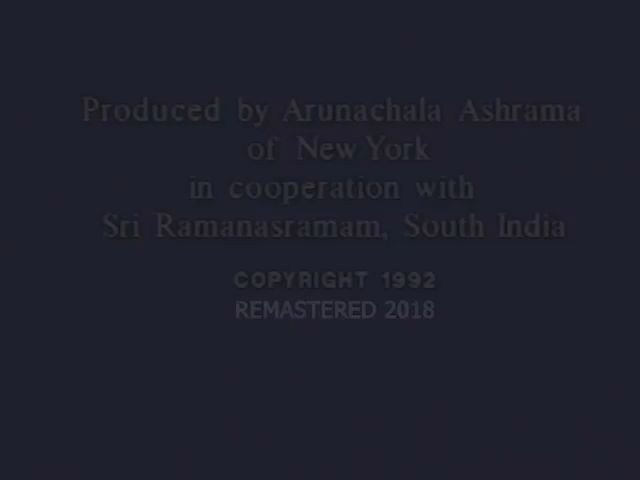 Produced by Arunachala Ashrama
of New York
in cooperation with
Sri Ramanasramam, South India
COPYRIGHT 1992
REMASTERED 2018